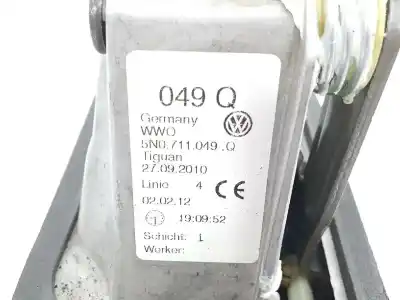 049 Q
Germany
WWO
5N0.711.049 .Q
Tiguan
27.09.2010
Linie 4 CE
02.02.12
19:09:52
Schicht: 1
Werker: